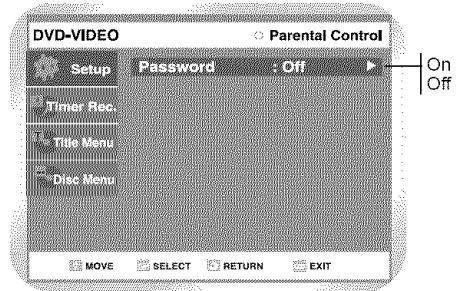 DVD-VIDEO Parental Control
Setup Password : Off On
Off
Timer Rec.
Title Menu
Disc Menu
MOVE SELECT RETURN EXIT